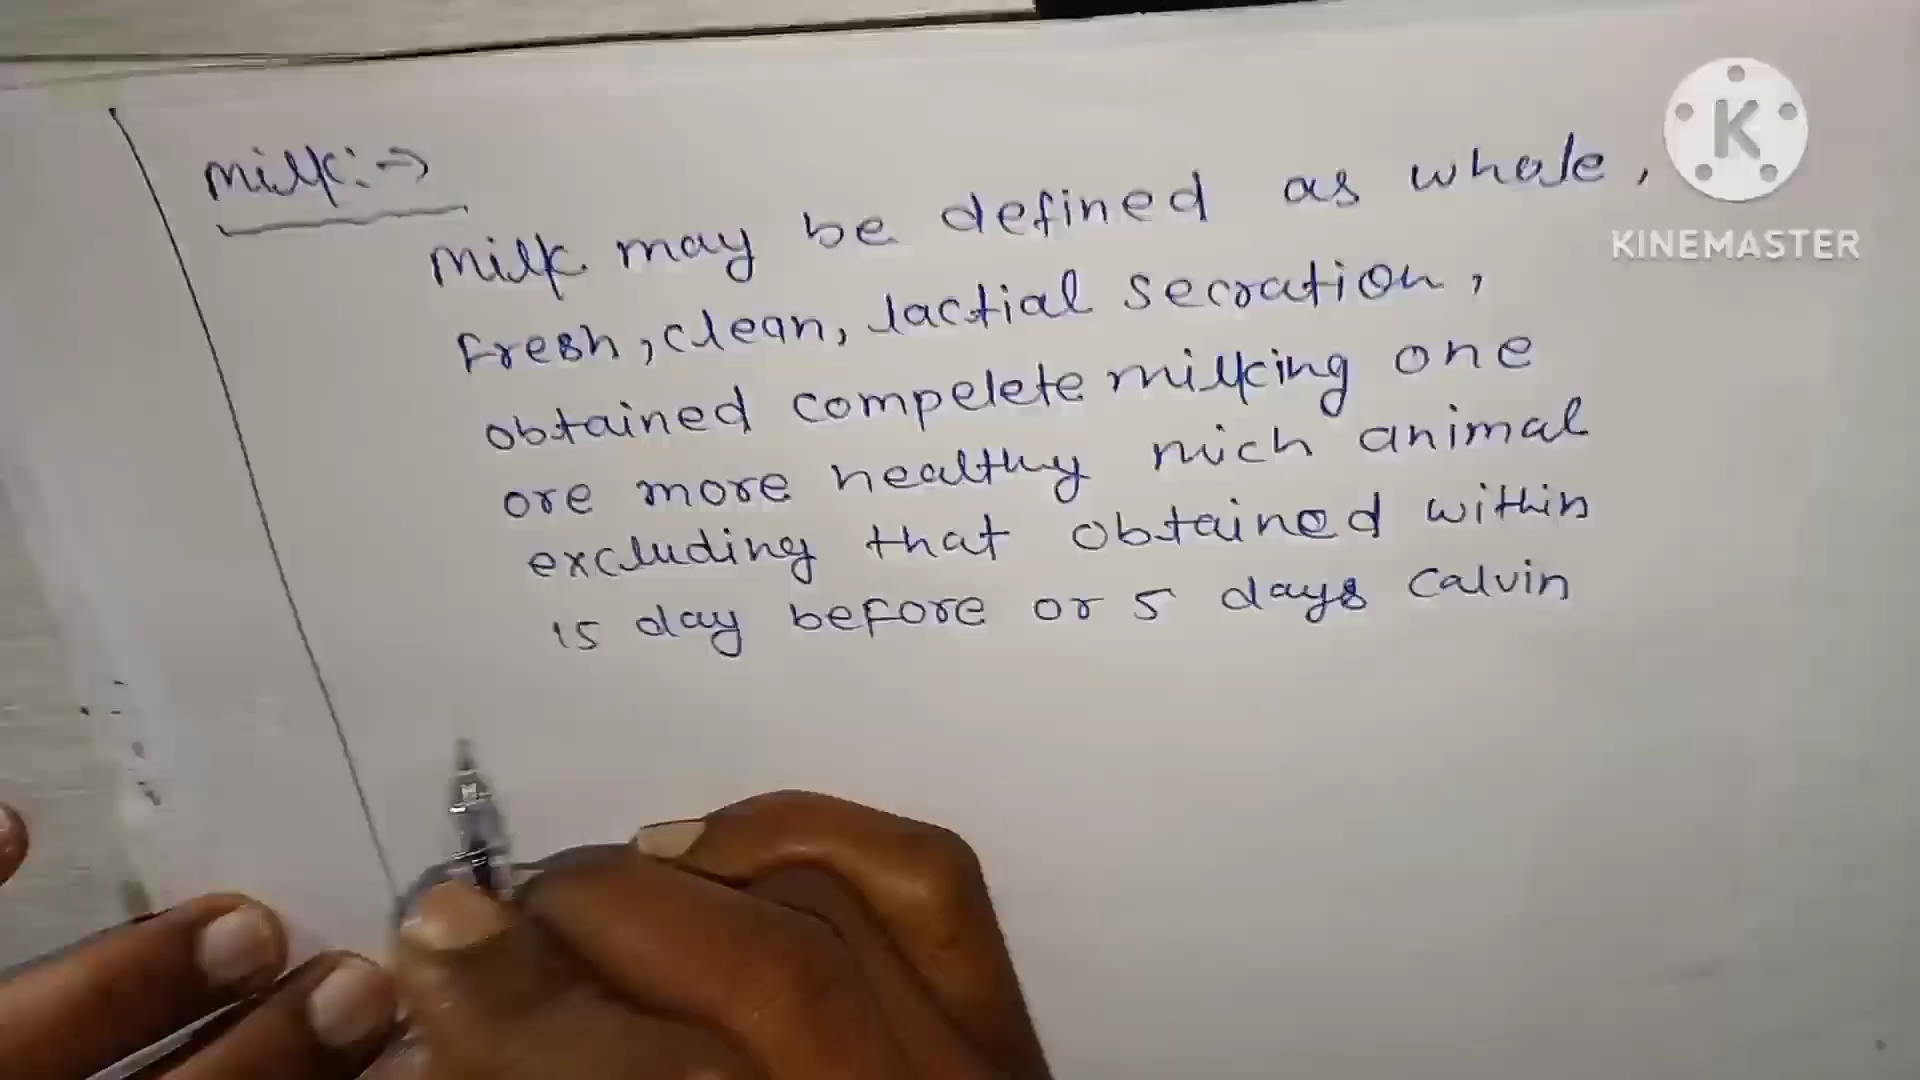 Milk:→
Milk may be defined as whole,
Fresh, clean, lactial secration,
obtained compelete milking one
ore more healthy mich animal
excluding that obtained within
15 day before or 5 days calvin
K
KINEMASTER